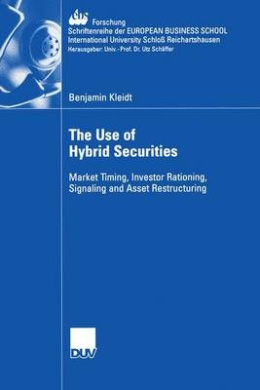 ebs Forschung
Schriftenreihe der EUROPEAN BUSINESS SCHOOL
International University Schloß Reichartshausen
Herausgeber: Univ.- Prof. Dr. Utz Schäffer
Benjamin Kleidt
The Use of
Hybrid Securities
Market Timing, Investor Rationing,
Signaling and Asset Restructuring
DUV